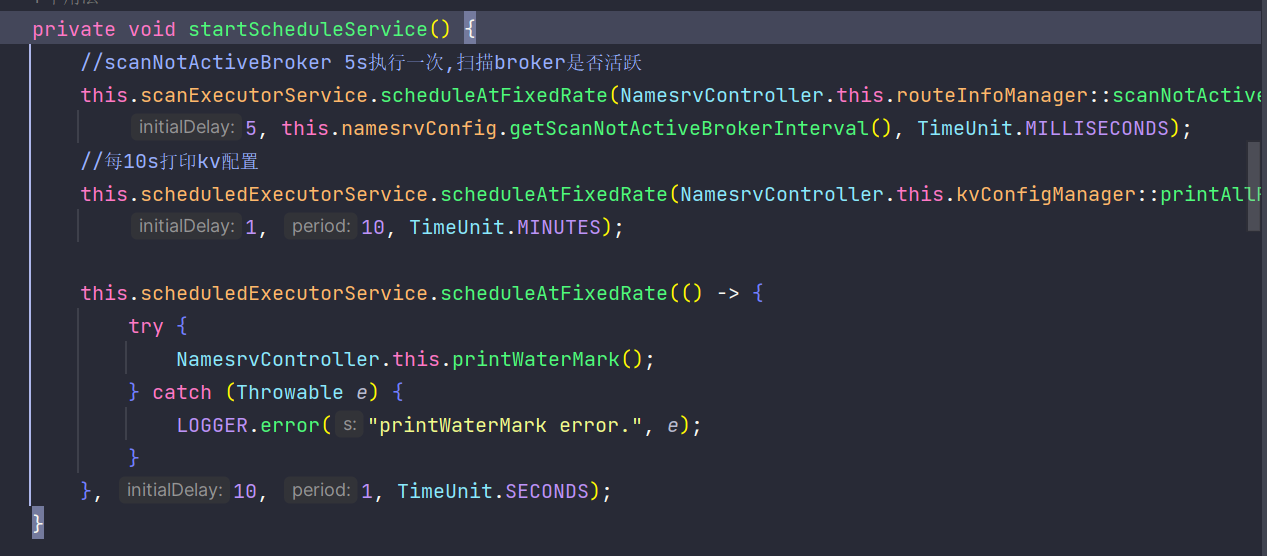 private void startScheduleService() {
//scanNotActiveBroker 5s执行一次,扫描broker是否活跃
this.scanExecutorService.scheduleAtFixedRate(NamesrvController.this.routeInfoManager::scanNotActive
initialDelay: 5, this.namesrvConfig.getScanNotActiveBrokerInterval(), TimeUnit.MILLISECONDS);
//每10s打印kv配置
this.scheduledExecutorService.scheduleAtFixedRate(NamesrvController.this.kvConfigManager::printAll
initialDelay: 1, period: 10, TimeUnit.MINUTES);
this.scheduledExecutorService.scheduleAtFixedRate(() -> {
try {
NamesrvController.this.printWaterMark();
} catch (Throwable e) {
LOGGER.error( s: "printWaterMark error.", e);
}
}, initialDelay: 10, period: 1, TimeUnit.SECONDS);
}